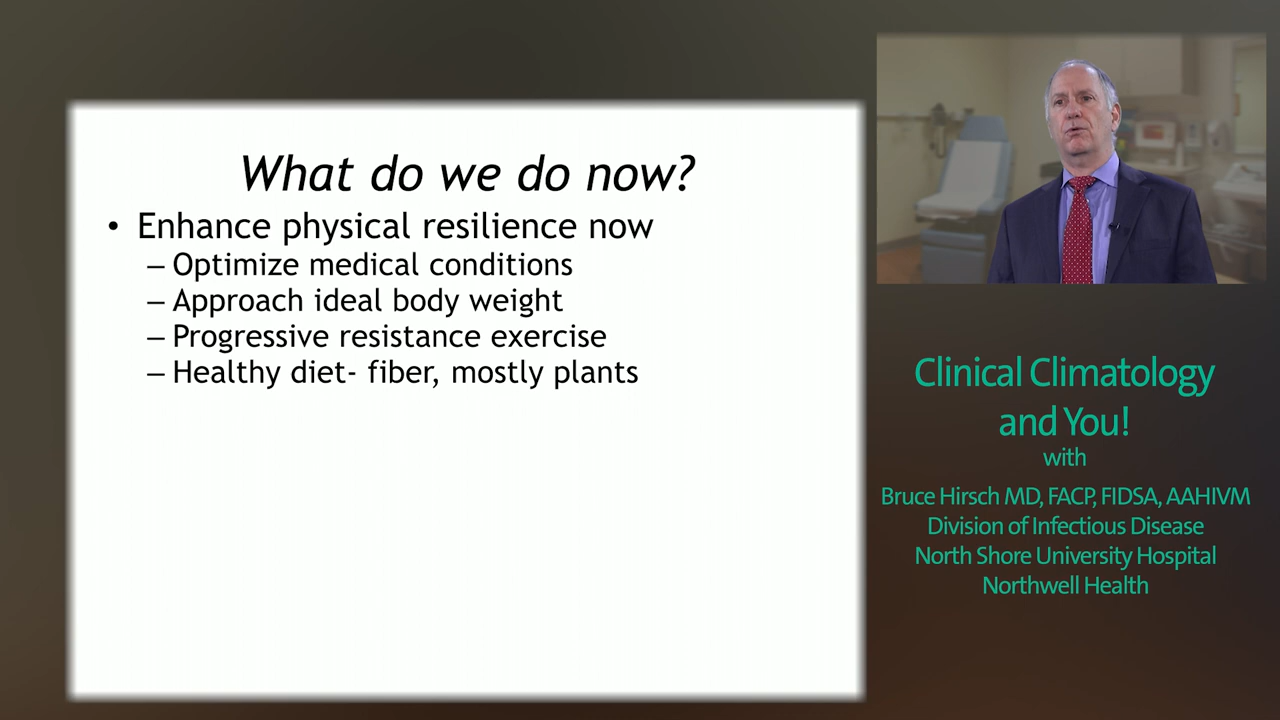 What do we do now?
• Enhance physical resilience now
– Optimize medical conditions
– Approach ideal body weight
– Progressive resistance exercise
– Healthy diet- fiber, mostly plants
Clinical Climatology
and You!
with
Bruce Hirsch MD, FACP, FIDSA, AAHIVM
Division of Infectious Disease
North Shore University Hospital
Northwell Health